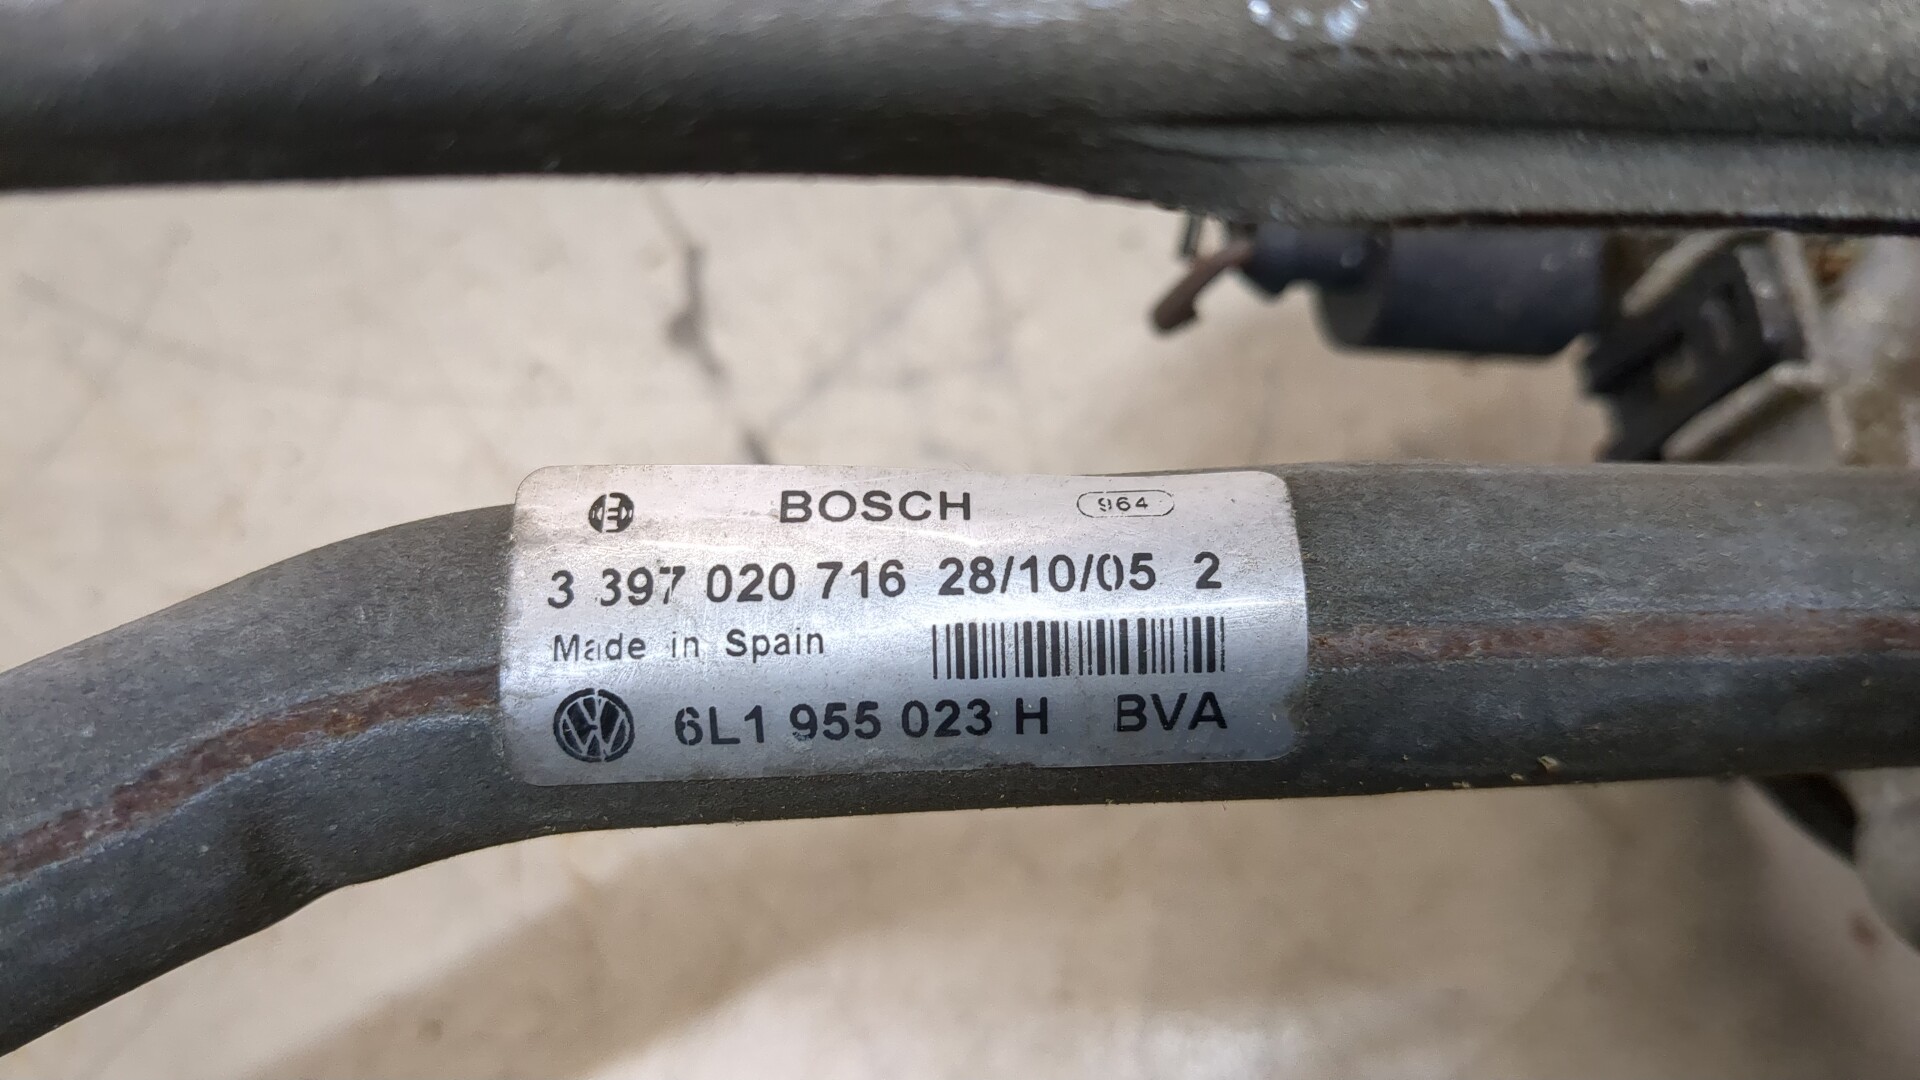 BOSCH 964
3 397 020 716 28/10/05 2
Made in Spain
6L1 955 023 H BVA